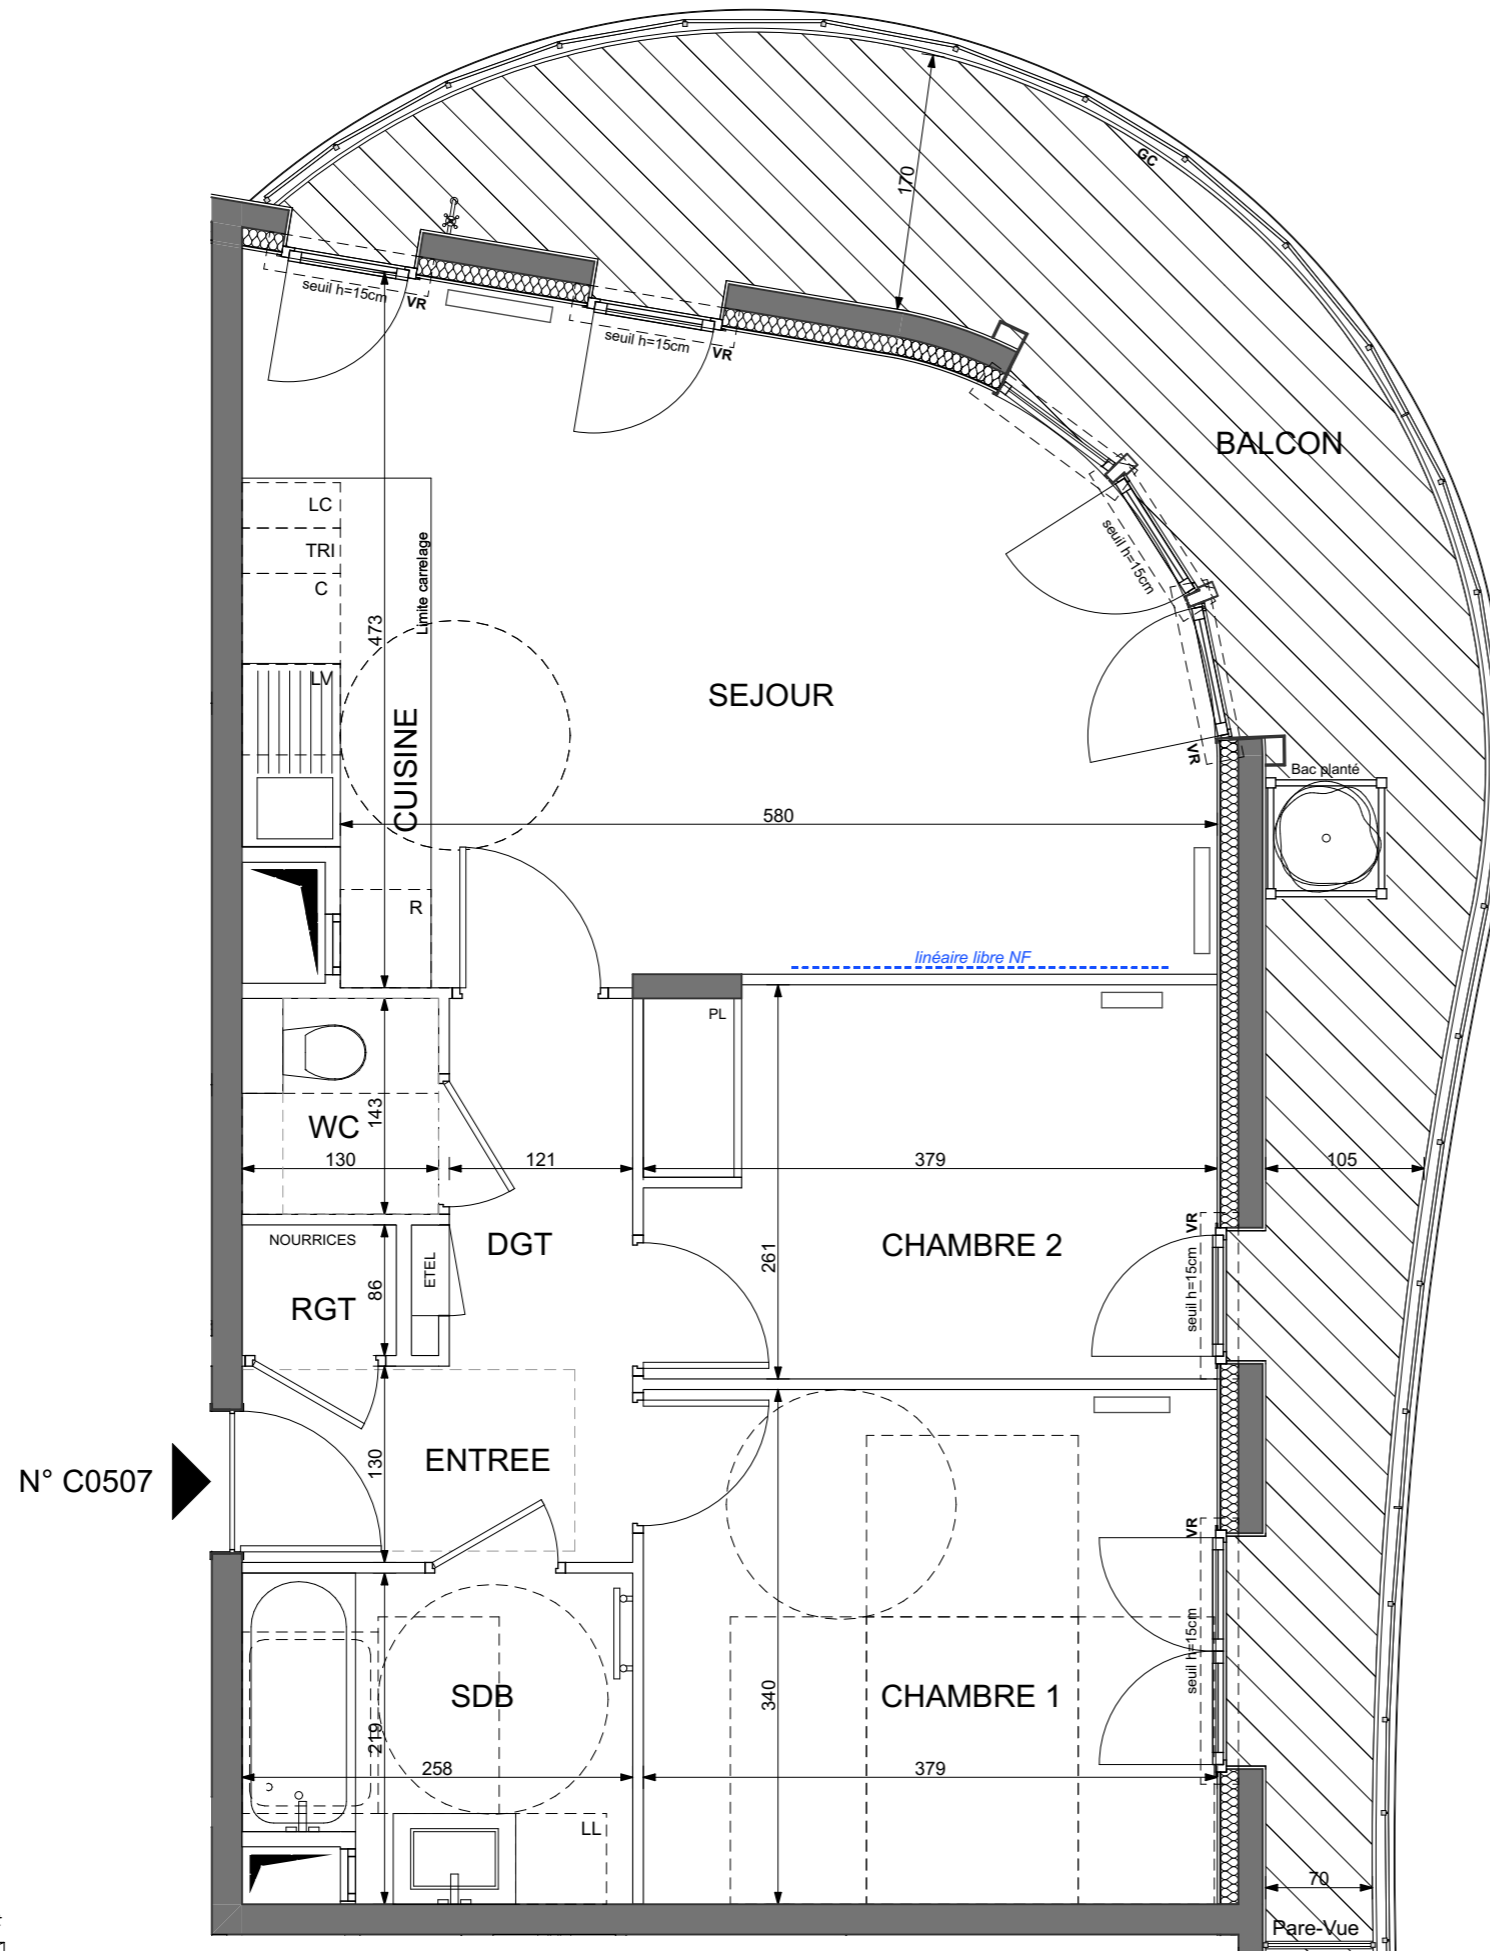 GC
170
seuil h=15cm
VR
seuil h=15cm
VR
BALCON
LC
TRI
C
LV
Limite carrelage
473
CUISINE
SEJOUR
seuil h=15cm
VR
Bac planté
580
R
linéaire libre NF
PL
WC
143
130
121
379
105
NOURRICES
RGT
86
ETEL
DGT
261
CHAMBRE 2
VR
seuil h=15cm
N° C0507
ENTREE
130
VR
seuil h=15cm
SDB
219
258
340
CHAMBRE 1
379
LL
70
Pare-Vue